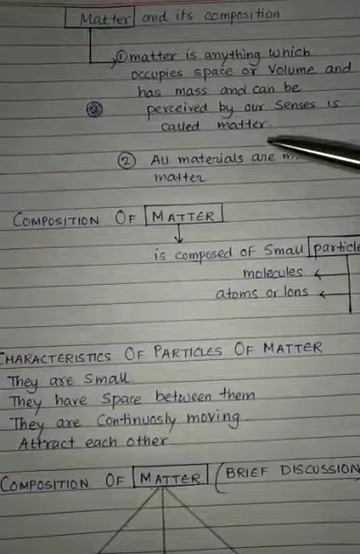 Matter and its composition
① matter is anything which
occupies space or volume and
has mass and can be
② perceived by our senses is
called matter
② All materials are
matter
COMPOSITION OF MATTER
is composed of small
molecules
atoms or Ions
CHARACTERISTICS OF PARTICLES OF MATTER
They are small
They have space between them
They are Continuosly moving
Attract each other
COMPOSITION OF MATTER (BRIEF DISCUSSION